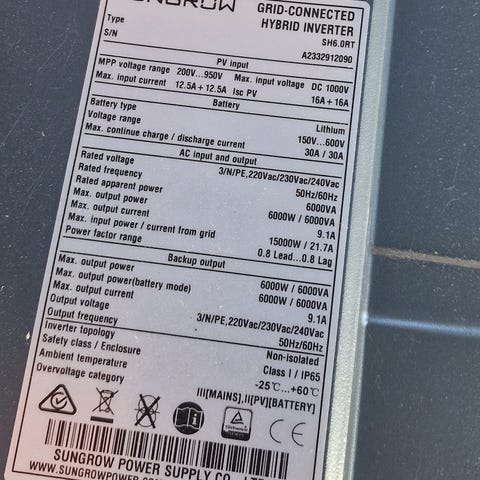 SUNGROW
GRID-CONNECTED
HYBRID INVERTER
Type SH6.0RT
S/N A2332912090
PV input
MPP voltage range 200V...950V Max. input voltage DC 1000V
Max. input current 12.5A+12.5A Isc PV 16A+16A
Battery
Battery type Lithium
Voltage range 150V...600V
Max. continue charge / discharge current 30A / 30A
AC input and output
Rated voltage 3/N/PE,220Vac/230Vac/240Vac
Rated frequency 50Hz/60Hz
Rated apparent power 6000VA
Max. output power 6000W / 6000VA
Max. output current 9.1A
Max. input power / current from grid 15000W / 21.7A
Power factor range 0.8 Lead...0.8 Lag
Backup output
Max. output power 6000W / 6000VA
Max. output power(battery mode) 6000W / 6000VA
Max. output current 9.1A
Output voltage 3/N/PE,220Vac/230Vac/240Vac
Output frequency 50Hz/60Hz
Inverter topology Non-isolated
Safety class / Enclosure Class I / IP65
Ambient temperature -25℃...+60℃
Overvoltage category III[MAINS],II[PV][BATTERY]
CE
SUNGROW POWER SUPPLY CO.,
WWW.SUNGROWPOWER.COM